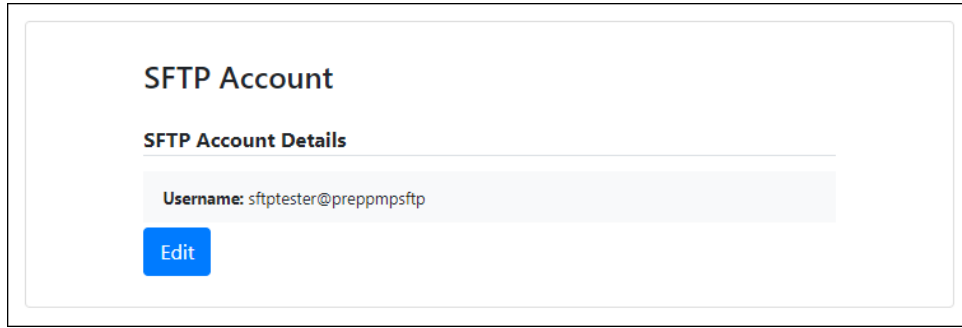 SFTP Account
SFTP Account Details
Username: sftptester@preppmpsftp
Edit